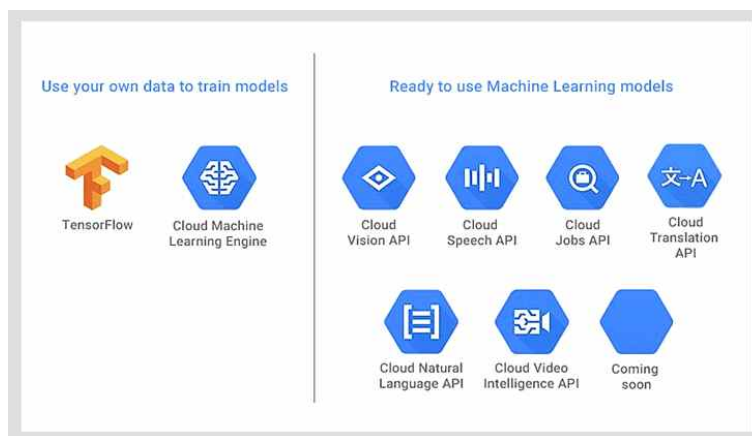 Use your own data to train models
Ready to use Machine Learning models
TensorFlow
Cloud Machine
Learning Engine
Cloud
Vision API
Cloud
Speech API
Cloud
Jobs API
文→A
Cloud
Translation
API
Cloud Natural
Language API
Cloud Video
Intelligence API
Coming
soon